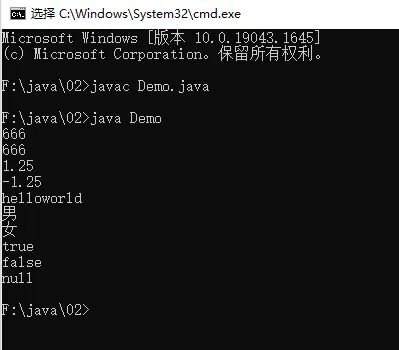 选择 C:\Windows\System32\cmd.exe
Microsoft Windows [版本 10.0.19043.1645]
(c) Microsoft Corporation。保留所有权利。
F:\java\02>javac Demo.java
F:\java\02>java Demo
666
666
1.25
-1.25
helloworld
男
女
true
false
null
F:\java\02>